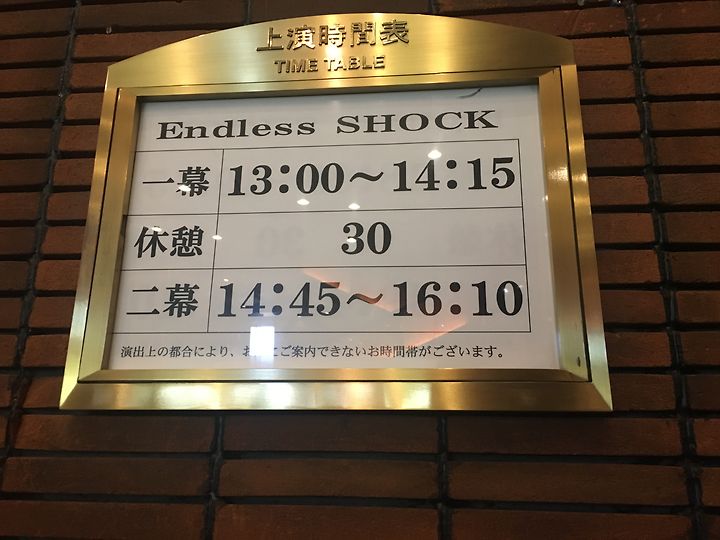 上演時間表
TIME TABLE
Endless SHOCK
一幕 13:00～14:15
休憩 30
二幕 14:45～16:10
演出上の都合により、お にご案内できないお時間帯がございます。